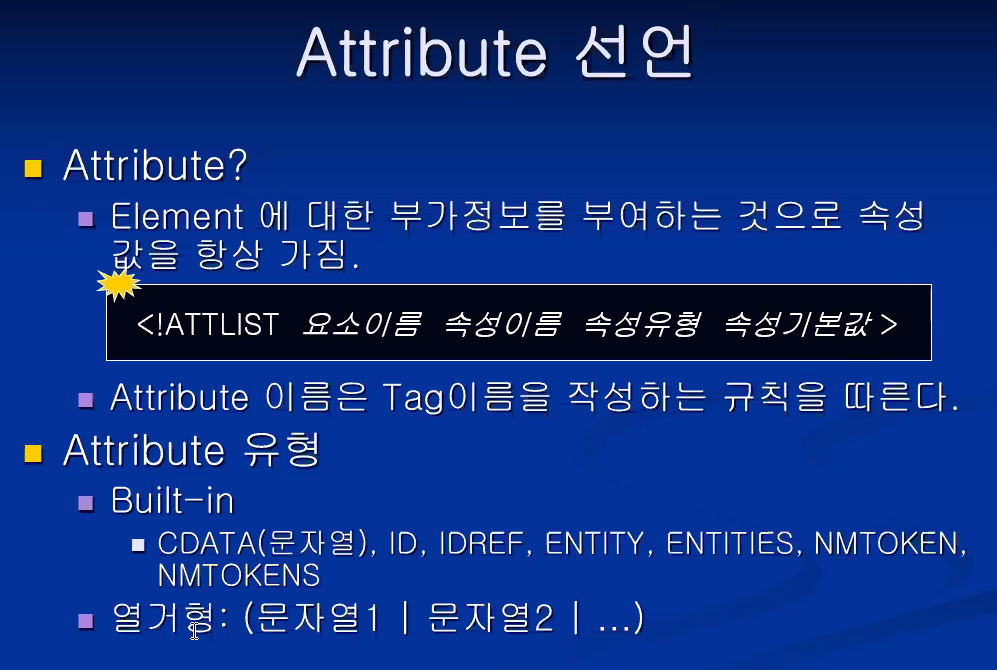 Attribute 선언
Attribute?
Element 에 대한 부가정보를 부여하는 것으로 속성
값을 항상 가짐.
<!ATTLIST 요소이름 속성이름 속성유형 속성기본값 >
Attribute 이름은 Tag이름을 작성하는 규칙을 따른다.
Attribute 유형
Built-in
CDATA(문자열), ID, IDREF, ENTITY, ENTITIES, NMTOKEN,
NMTOKENS
열거형: (문자열1 | 문자열2 | ...)